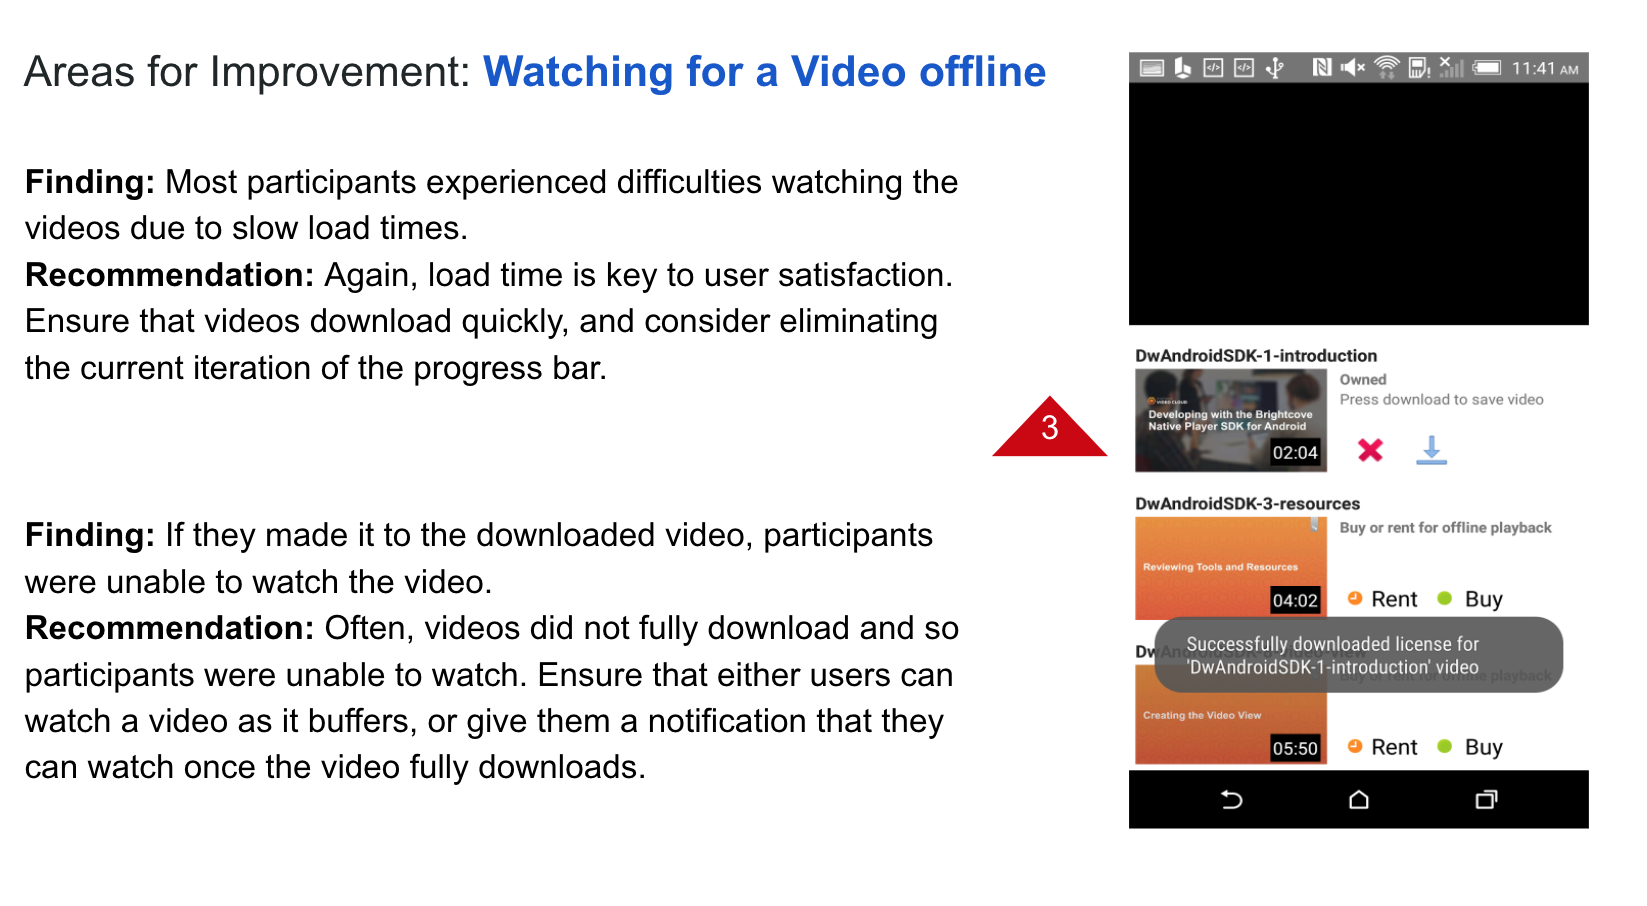 Areas for Improvement: Watching for a Video offline
Finding: Most participants experienced difficulties watching the
videos due to slow load times.
Recommendation: Again, load time is key to user satisfaction.
Ensure that videos download quickly, and consider eliminating
the current iteration of the progress bar.
3
Finding: If they made it to the downloaded video, participants
were unable to watch the video.
Recommendation: Often, videos did not fully download and so
participants were unable to watch. Ensure that either users can
watch a video as it buffers, or give them a notification that they
can watch once the video fully downloads.
11:41 AM
DwAndroidSDK-1-introduction
Owned
Press download to save video
VIDEO CLOUD
Developing with the Brightcove
Native Player SDK for Android
02:04
DwAndroidSDK-3-resources
Buy or rent for offline playback
Reviewing Tools and Resources
04:02
Rent
Buy
Successfully downloaded license for
'DwAndroidSDK-1-introduction' video
Buy or rent for offline playback
Creating the Video View
05:50
Rent
Buy